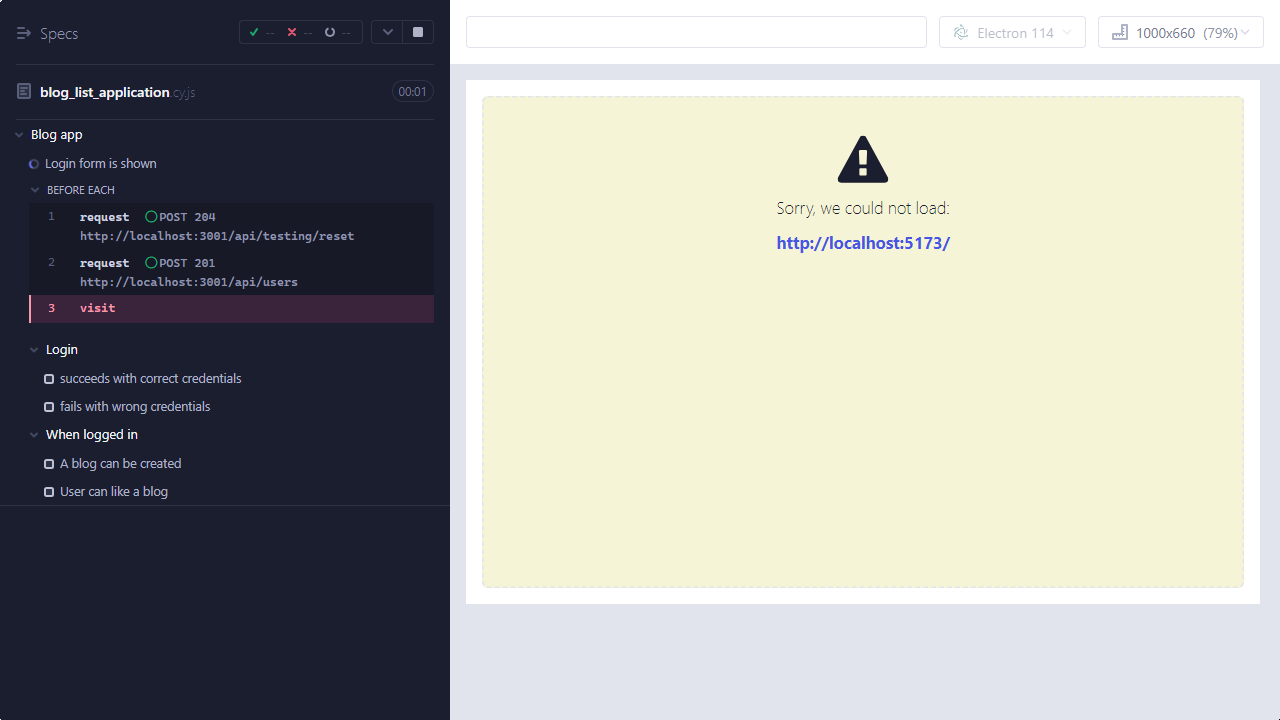 Specs
-- -- --
Electron 114
1000x660 (79%)
blog_list_application.cy.js
00:01
Blog app
Login form is shown
BEFORE EACH
1 request POST 204
http://localhost:3001/api/testing/reset
2 request POST 201
http://localhost:3001/api/users
3 visit
Login
succeeds with correct credentials
fails with wrong credentials
When logged in
A blog can be created
User can like a blog
Sorry, we could not load:
http://localhost:5173/